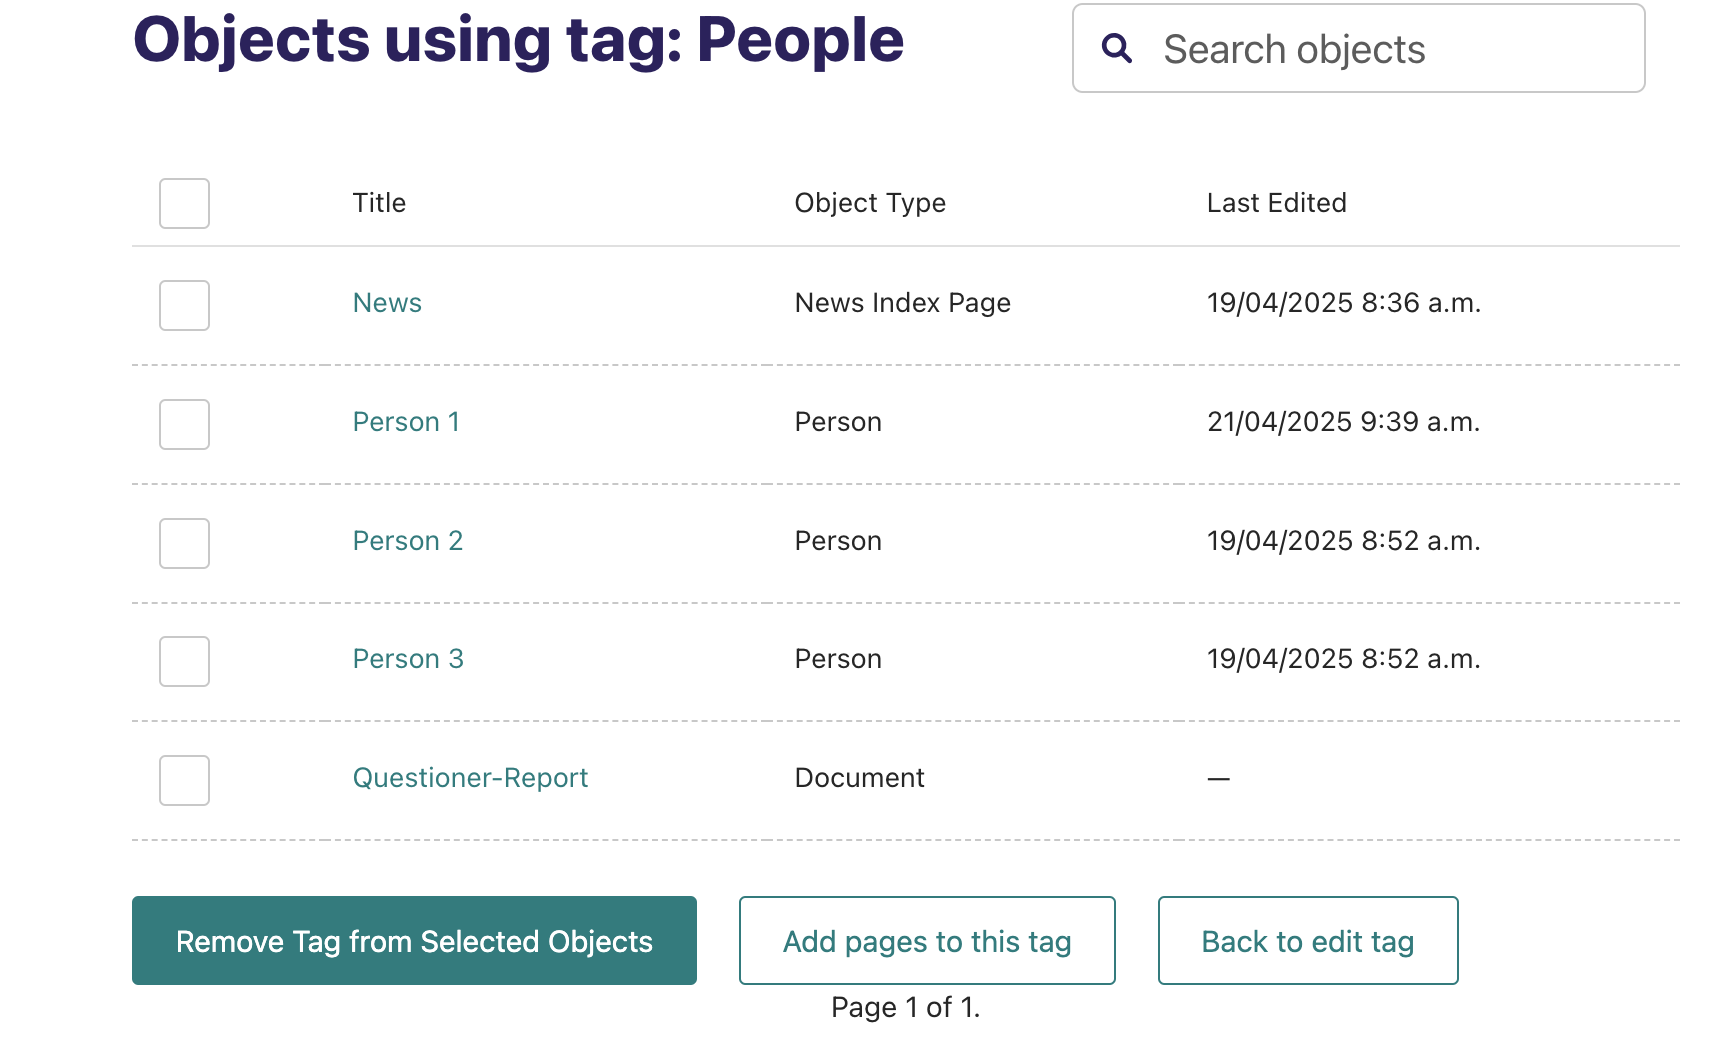 Objects using tag: People
Search objects
Title Object Type Last Edited
News News Index Page 19/04/2025 8:36 a.m.
Person 1 Person 21/04/2025 9:39 a.m.
Person 2 Person 19/04/2025 8:52 a.m.
Person 3 Person 19/04/2025 8:52 a.m.
Questioner-Report Document —
Remove Tag from Selected Objects Add pages to this tag Back to edit tag
Page 1 of 1.